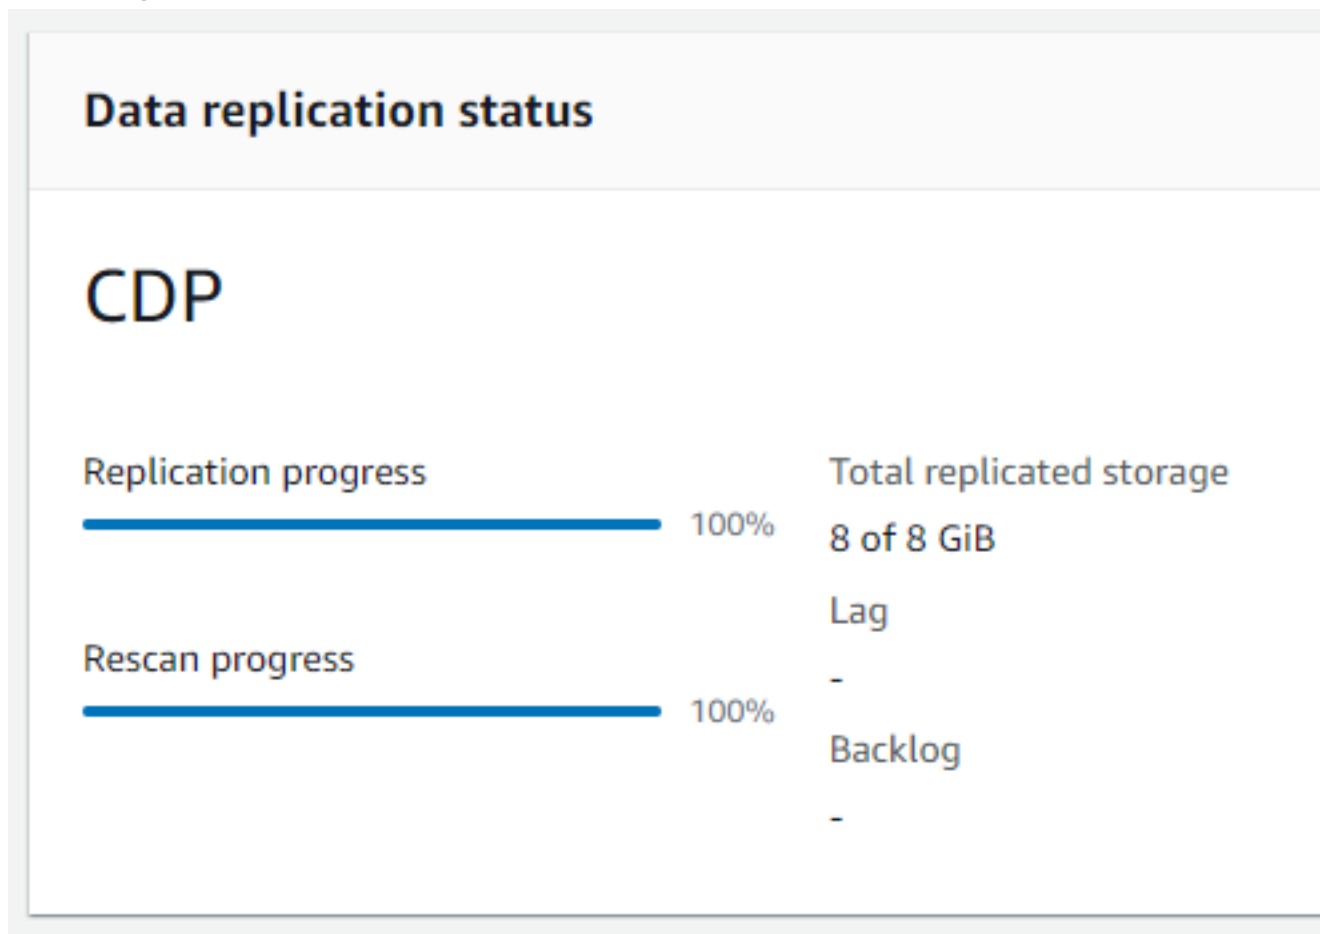 Data replication status
CDP
Replication progress
100%
Rescan progress
100%
Total replicated storage
8 of 8 GiB
Lag
-
Backlog
-